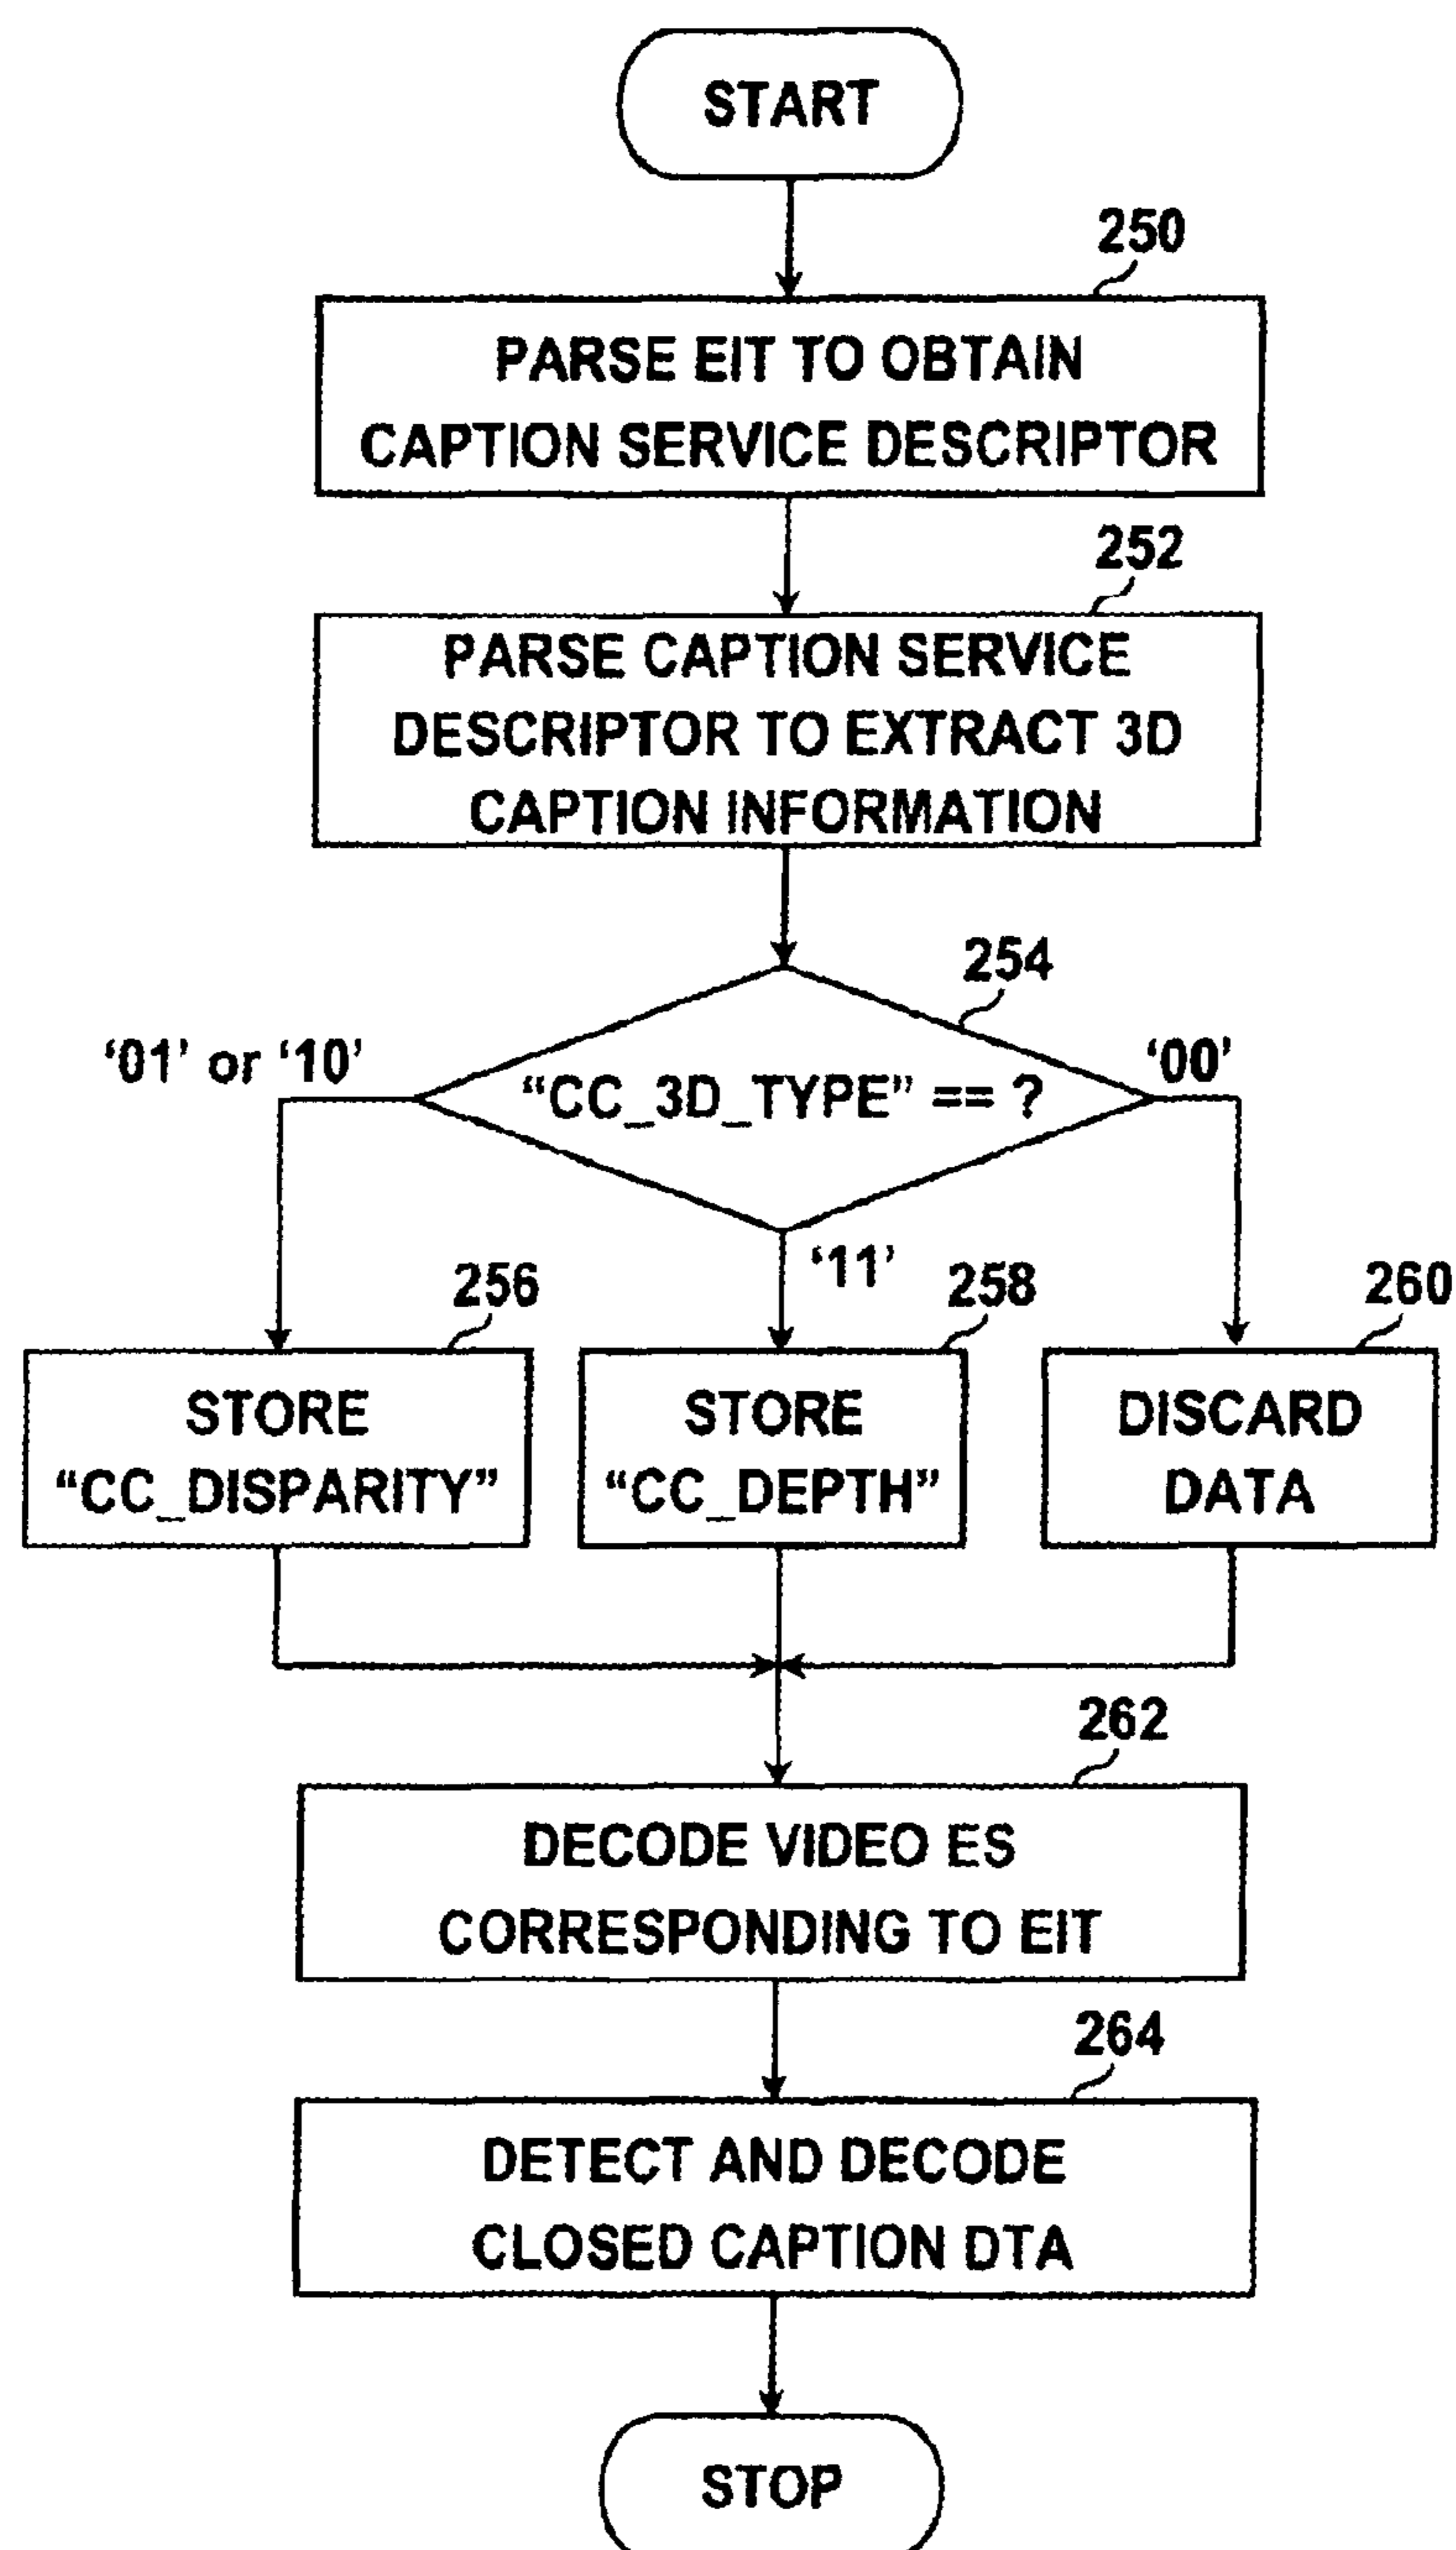 START
250
PARSE EIT TO OBTAIN
CAPTION SERVICE DESCRIPTOR
252
PARSE CAPTION SERVICE
DESCRIPTOR TO EXTRACT 3D
CAPTION INFORMATION
254
‘01’ or ‘10’
“CC_3D_TYPE” == ?
‘00’
‘11’
256
STORE
“CC_DISPARITY”
258
STORE
“CC_DEPTH”
260
DISCARD
DATA
262
DECODE VIDEO ES
CORRESPONDING TO EIT
264
DETECT AND DECODE
CLOSED CAPTION DTA
STOP